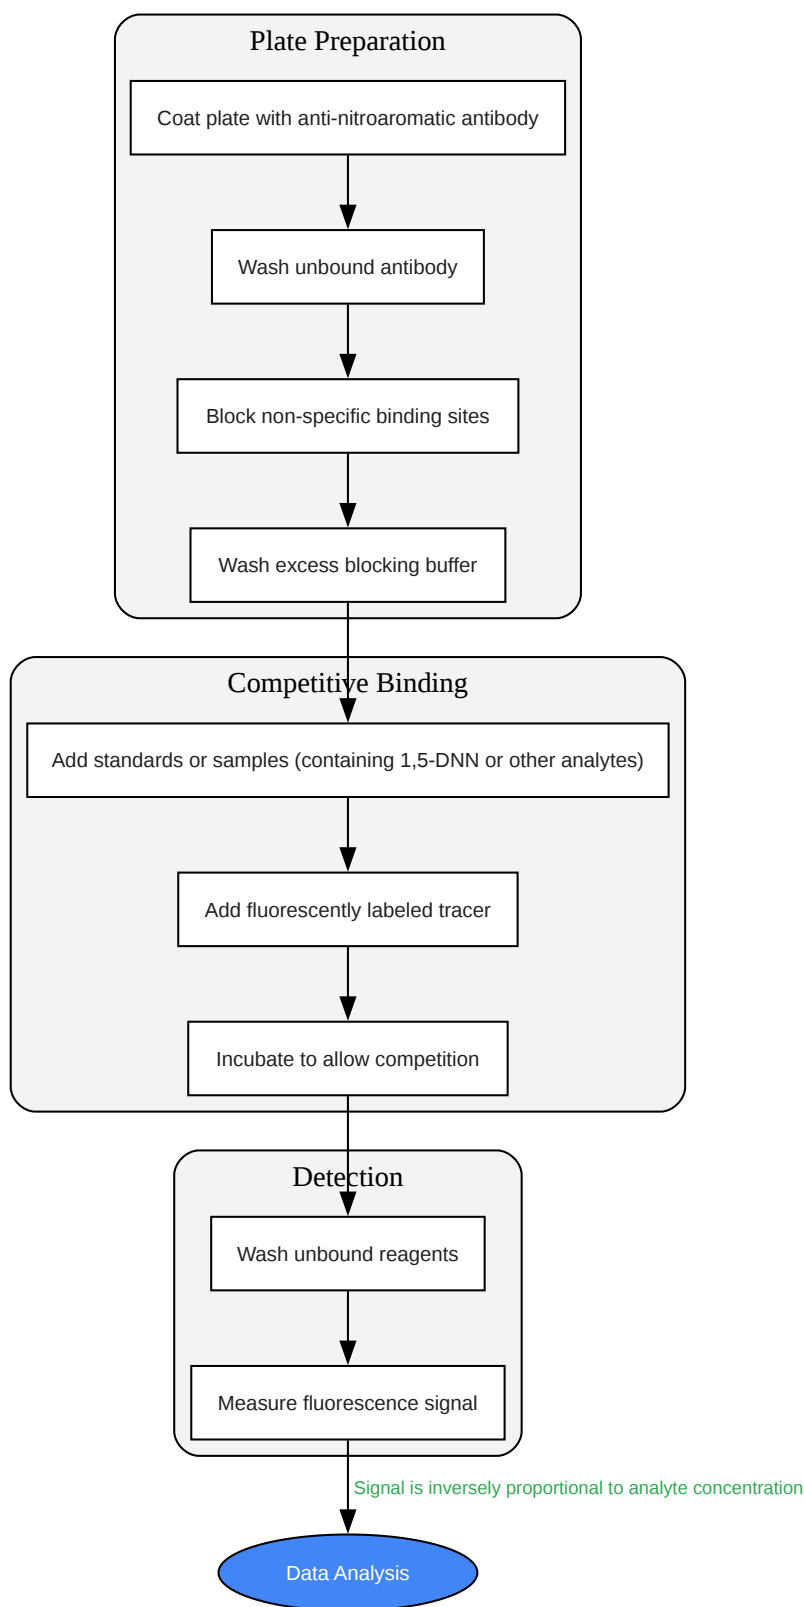 Plate Preparation
Coat plate with anti-nitroaromatic antibody
Wash unbound antibody
Block non-specific binding sites
Wash excess blocking buffer
Competitive Binding
Add standards or samples (containing 1,5-DNN or other analytes)
Add fluorescently labeled tracer
Incubate to allow competition
Detection
Wash unbound reagents
Measure fluorescence signal
Signal is inversely proportional to analyte concentration
Data Analysis